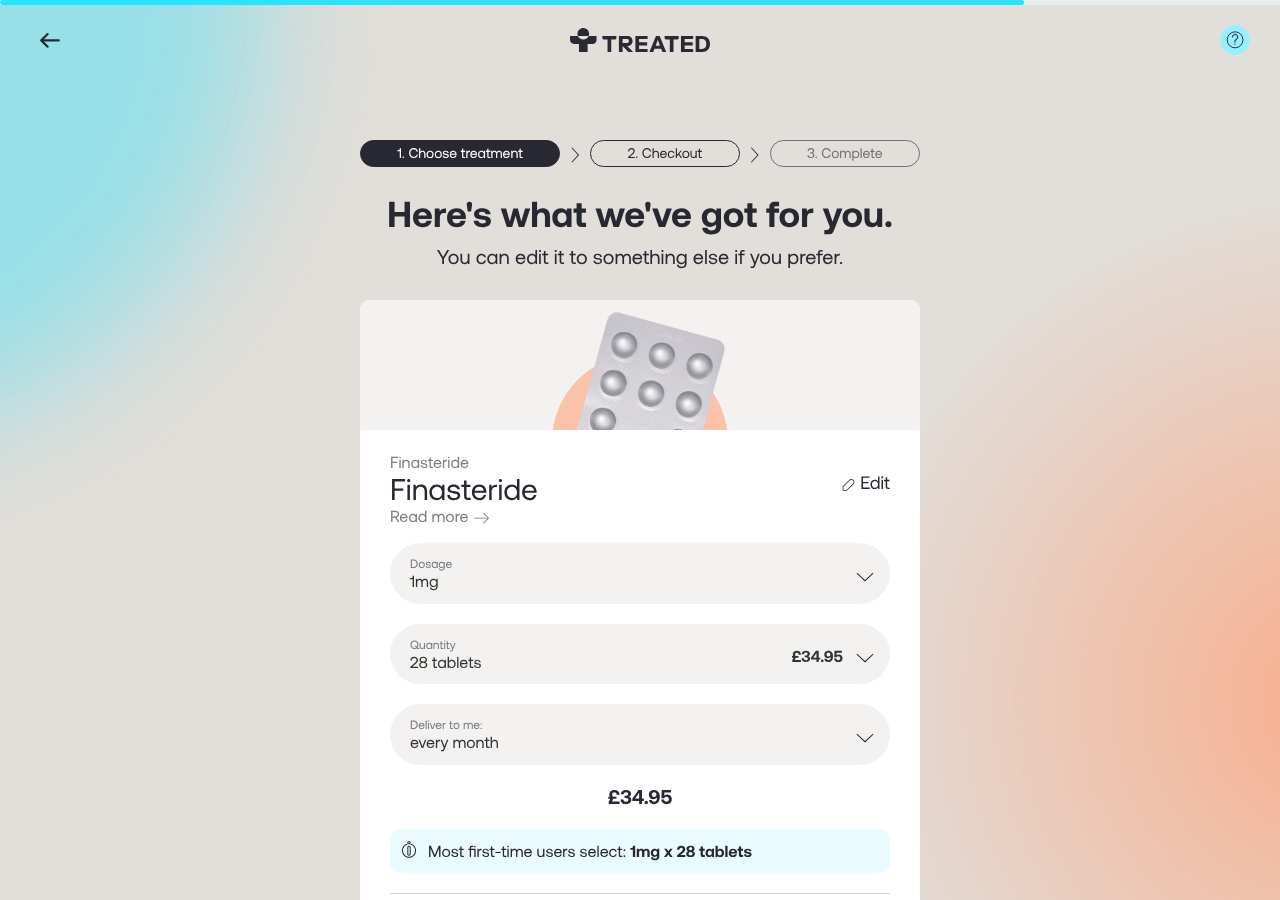 TREATED
1. Choose treatment
2. Checkout
3. Complete
Here's what we've got for you.
You can edit it to something else if you prefer.
Finasteride
Finasteride
Edit
Read more
Dosage
1mg
Quantity
28 tablets
£34.95
Deliver to me:
every month
£34.95
Most first-time users select: 1mg x 28 tablets